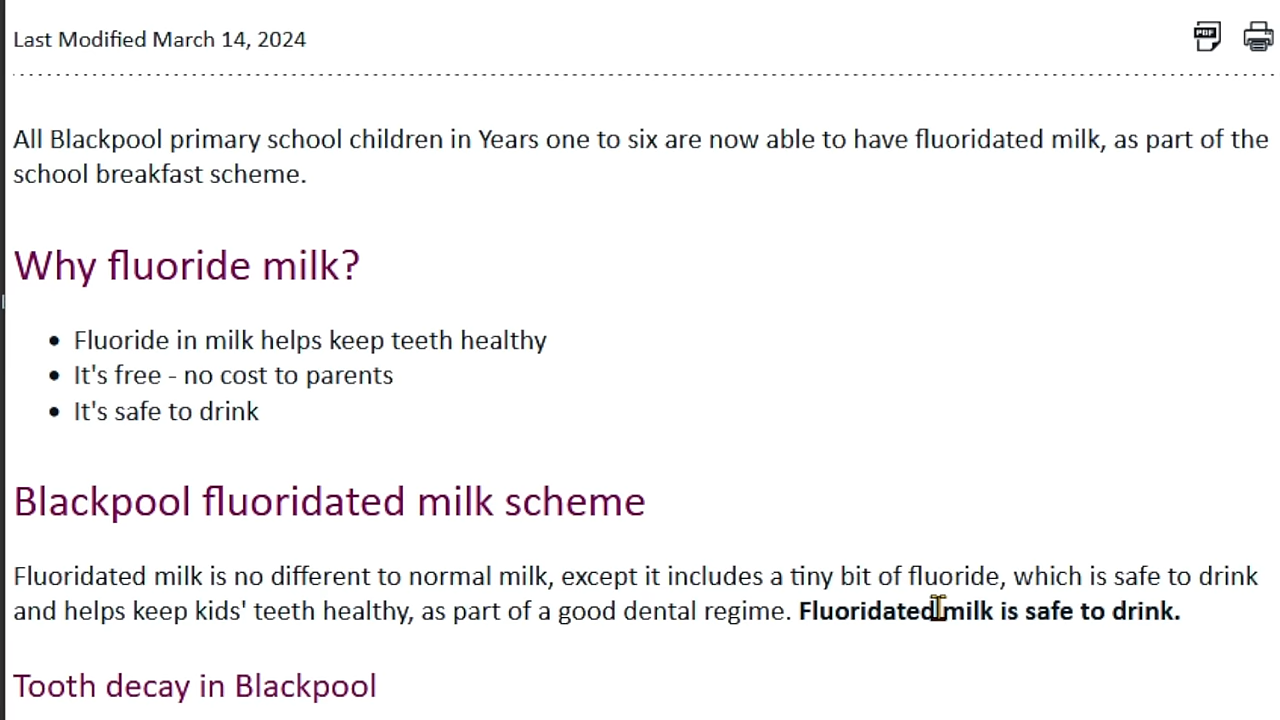 Last Modified March 14, 2024
PDF
All Blackpool primary school children in Years one to six are now able to have fluoridated milk, as part of the
school breakfast scheme.
Why fluoride milk?
• Fluoride in milk helps keep teeth healthy
• It's free - no cost to parents
• It's safe to drink
Blackpool fluoridated milk scheme
Fluoridated milk is no different to normal milk, except it includes a tiny bit of fluoride, which is safe to drink
and helps keep kids' teeth healthy, as part of a good dental regime. Fluoridated milk is safe to drink.
Tooth decay in Blackpool